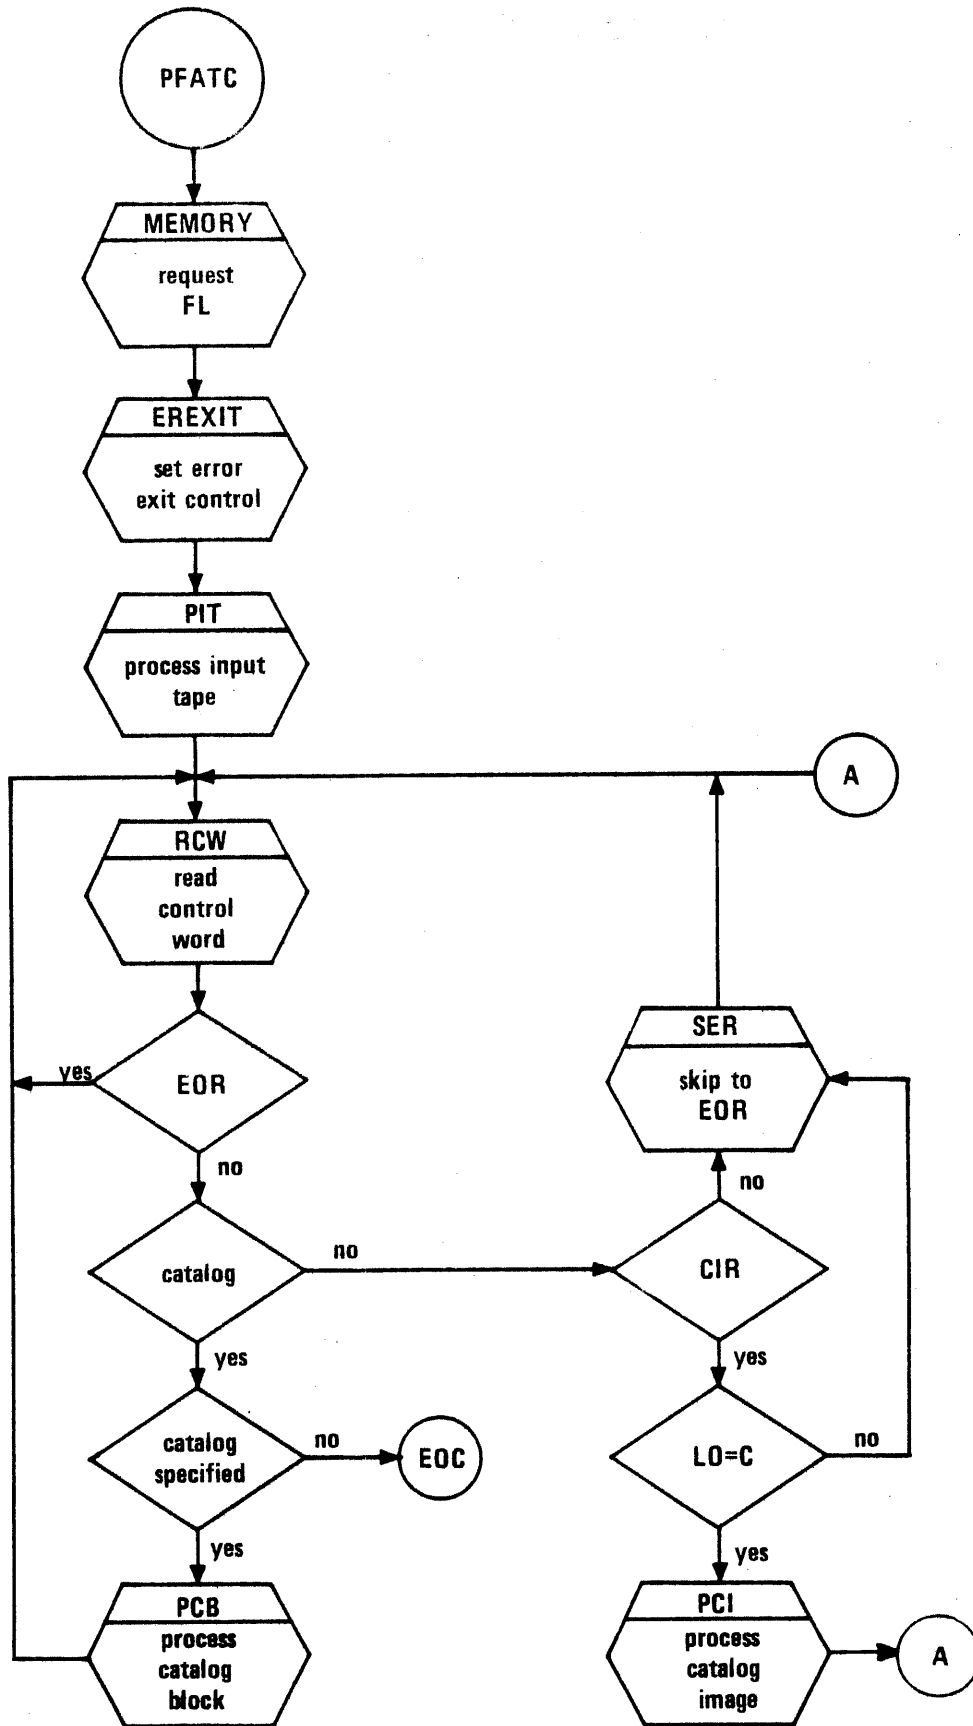 PFATC
MEMORY
request
FL
EREXIT
set error
exit control
PIT
process input
tape
A
RCW
read
control
word
SER
skip to
EOR
yes
EOR
no
no
catalog
no
CIR
yes
yes
catalog
specified
no
EOC
LO=C
no
yes
yes
PCB
process
catalog
block
PCI
process
catalog
image
A